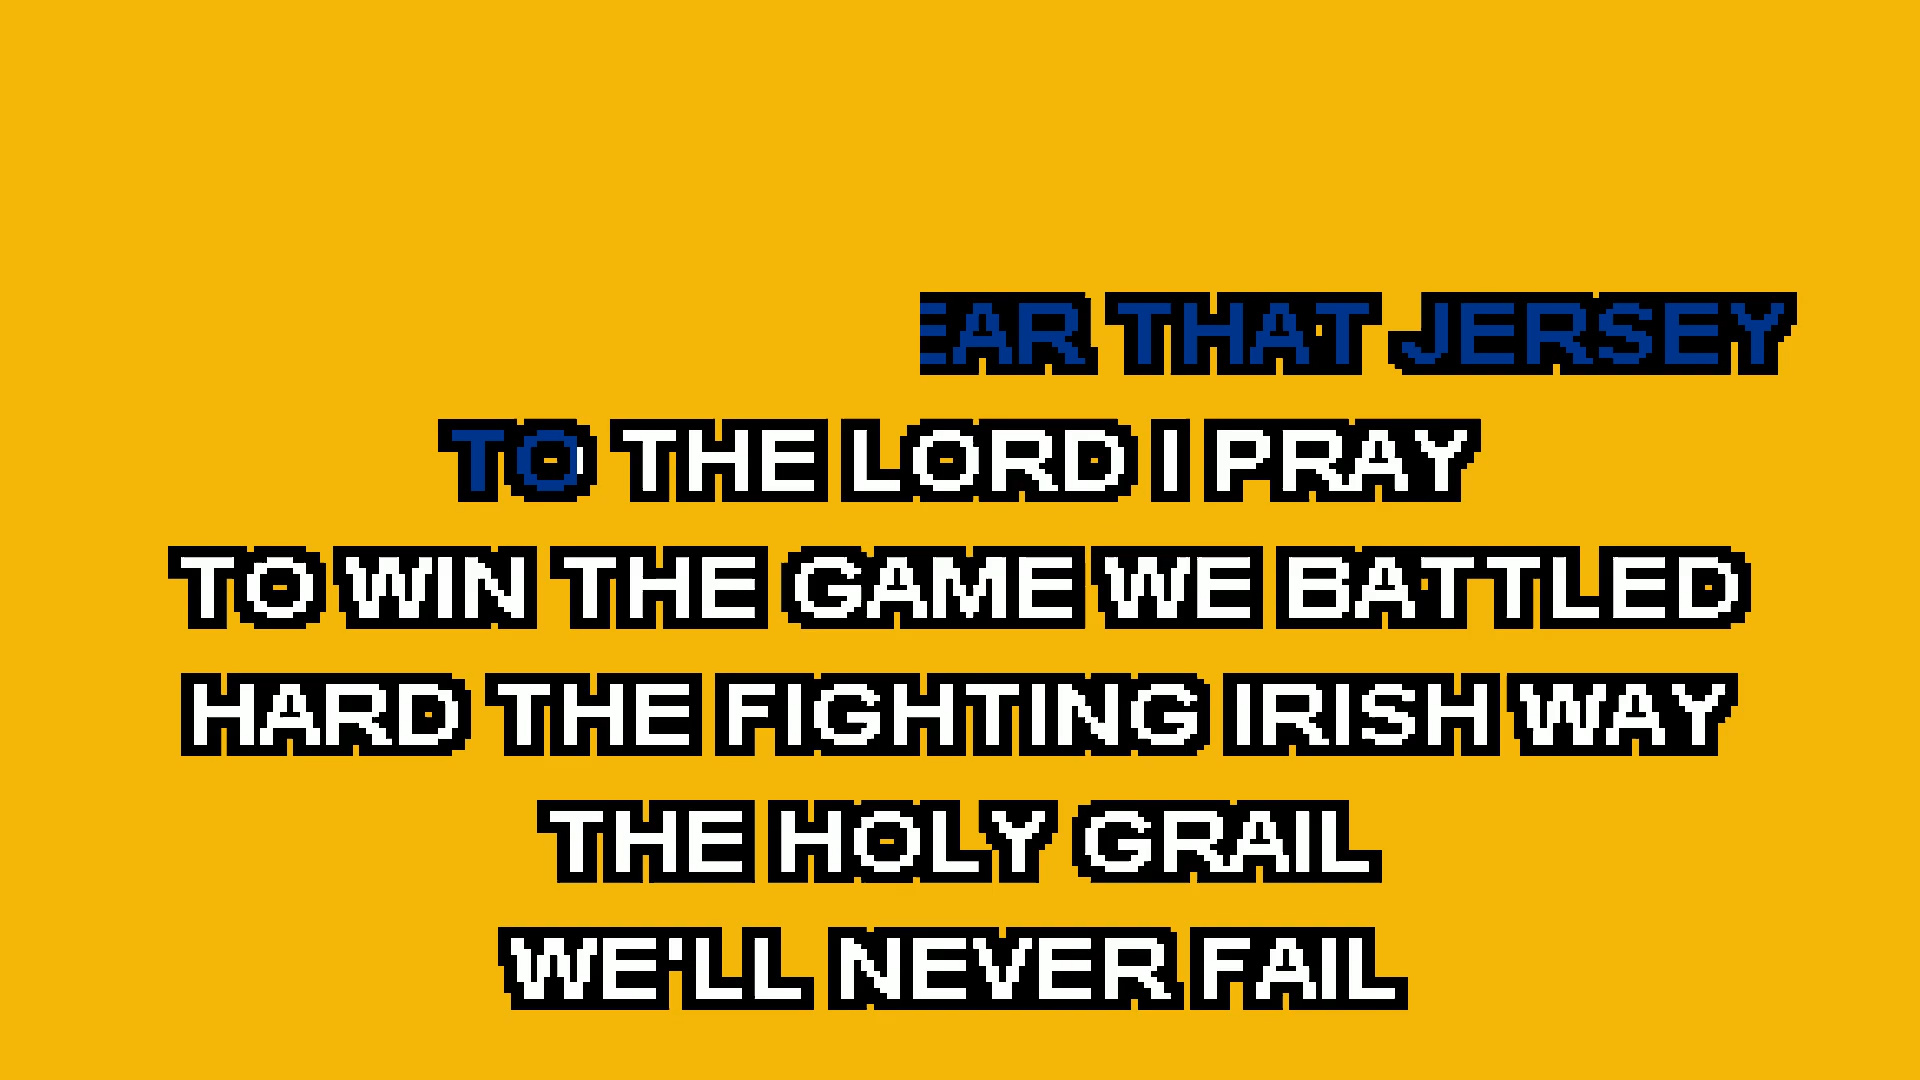 EAR THAT JERSEY
TO THE LORD I PRAY
TO WIN THE GAME WE BATTLED
HARD THE FIGHTING IRISH WAY
THE HOLY GRAIL
WE'LL NEVER FAIL